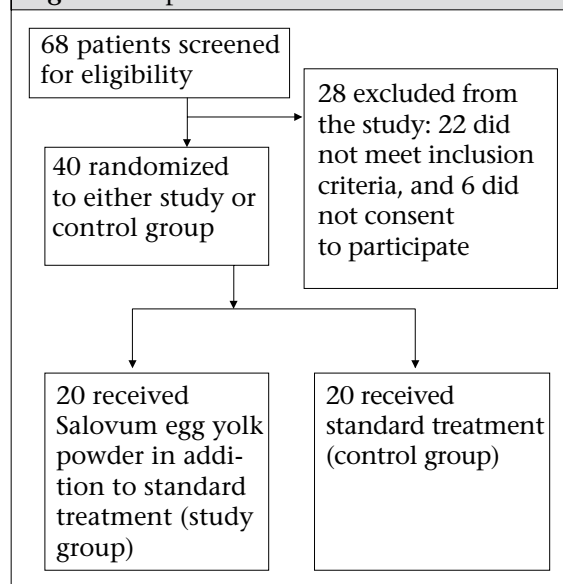 68 patients screened
for eligibility
28 excluded from
the study: 22 did
not meet inclusion
criteria, and 6 did
not consent
to participate
40 randomized
to either study or
control group
20 received
Salovum egg yolk
powder in addi-
tion to standard
treatment (study
group)
20 received
standard treatment
(control group)